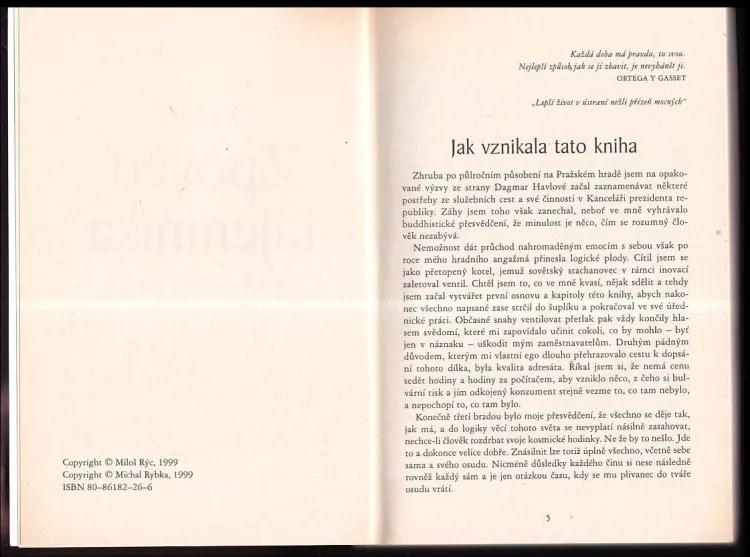 Copyright © Miloš Rýc, 1999
Copyright © Michal Rybka, 1999
ISBN 80–86182–26–6
Každá doba má pravdu, tu svou.
Nejlepší způsob, jak se jí zbavit, je nevyhánět ji.
ORTEGA Y GASSET
„Lepší život v ústraní nežli přízeň mocných“
Jak vznikala tato kniha
Zhruba po půlročním působení na Pražském hradě jsem na opako-
vané výzvy ze strany Dagmar Havlové začal zaznamenávat některé
postřehy ze služebních cest a své činnosti v Kanceláři prezidenta re-
publiky. Záhy jsem toho však zanechal, neboť ve mně vyhrávalo
buddhistické přesvědčení, že minulost je něco, čím se rozumný člo-
věk nezabývá.
Nemožnost dát průchod nahromaděným emocím s sebou však po
roce mého hradního angažmá přinesla logické plody. Cítil jsem se
jako přetopený kotel, jemuž sovětský stachanovec v rámci inovací
zaletoval ventil. Chtěl jsem to, co ve mně kvasí, nějak sdělit a tehdy
jsem začal vytvářet první osnovu a kapitoly této knihy, abych nako-
nec všechno napsané zase strčil do šuplíku a pokračoval ve své úřed-
nické práci. Občasné snahy ventilovat přetlak pak vždy končily hla-
sem svědomí, které mi zapovídalo učinit cokoli, co by mohlo – byť
jen v náznaku – uškodit mým zaměstnavatelům. Druhým pádným
důvodem, kterým mi vlastní ego dlouho přehrazovalo cestu k dopsá-
ní tohoto dílka, byla kvalita adresáta. Říkal jsem si, že nemá cenu
sedět hodiny a hodiny za počítačem, aby vzniklo něco, z čeho si bul-
vární tisk a jím odkojený konzument stejně vezme to, co tam nebylo,
a nepochopí to, co tam bylo.
Konečně třetí brzdou bylo moje přesvědčení, že všechno se děje tak,
jak má, a do logiky věcí tohoto světa se nevyplatí násilně zasahovat,
nechce-li člověk rozdrbat svoje kosmické hodinky. Ne že by to nešlo. Jde
to a dokonce velice dobře. Znásilnit lze totiž úplně všechno, včetně sebe
sama a svého osudu. Nicméně důsledky každého činu si nese následně
rovněž každý sám a je jen otázkou času, kdy se mu plivanec do tváře
osudu vrátí.
5